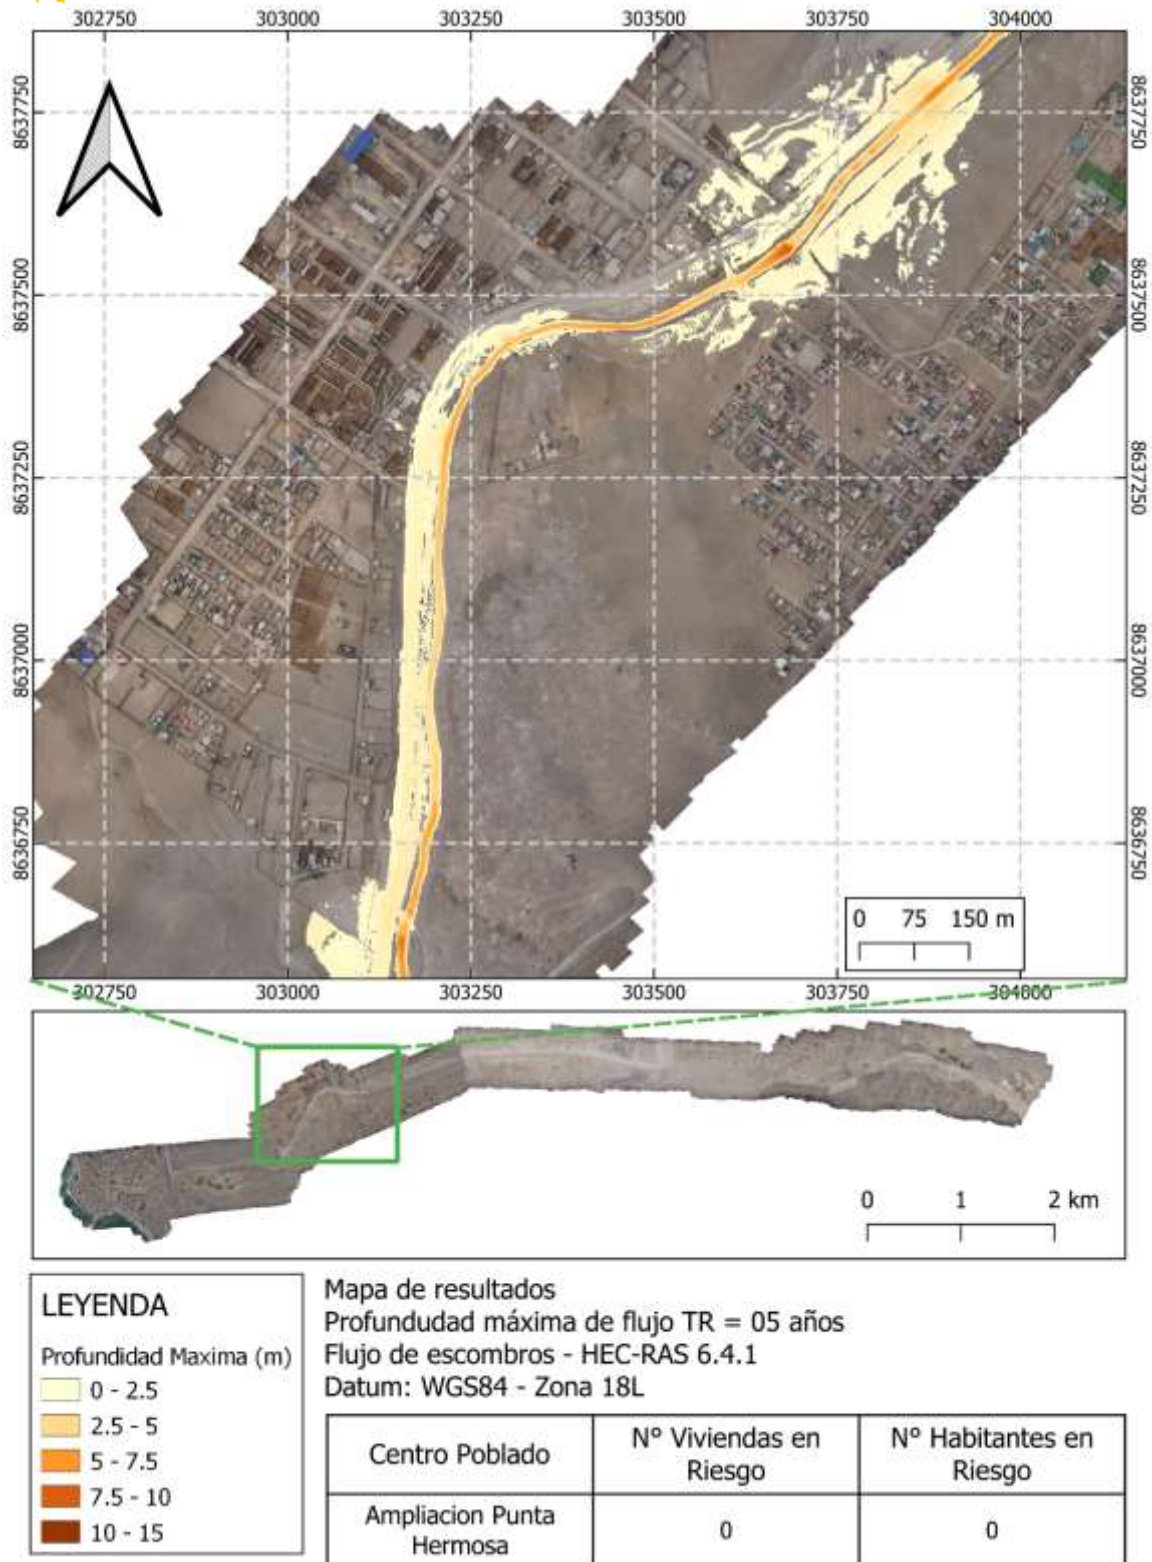 302750 303000 303250 303500 303750 304000
8637750 8637750
8637500 8637500
8637250 8637250
8637000 8637000
8636750 8636750
0 75 150 m
302750 303000 303250 303500 303750 304000
0 1 2 km
LEYENDA
Profundidad Maxima (m)
0 - 2.5
2.5 - 5
5 - 7.5
7.5 - 10
10 - 15
Mapa de resultados
Profundudad máxima de flujo TR = 05 años
Flujo de escombros - HEC-RAS 6.4.1
Datum: WGS84 - Zona 18L
Centro Poblado
N° Viviendas en
Riesgo
N° Habitantes en
Riesgo
Ampliacion Punta
Hermosa
0
0